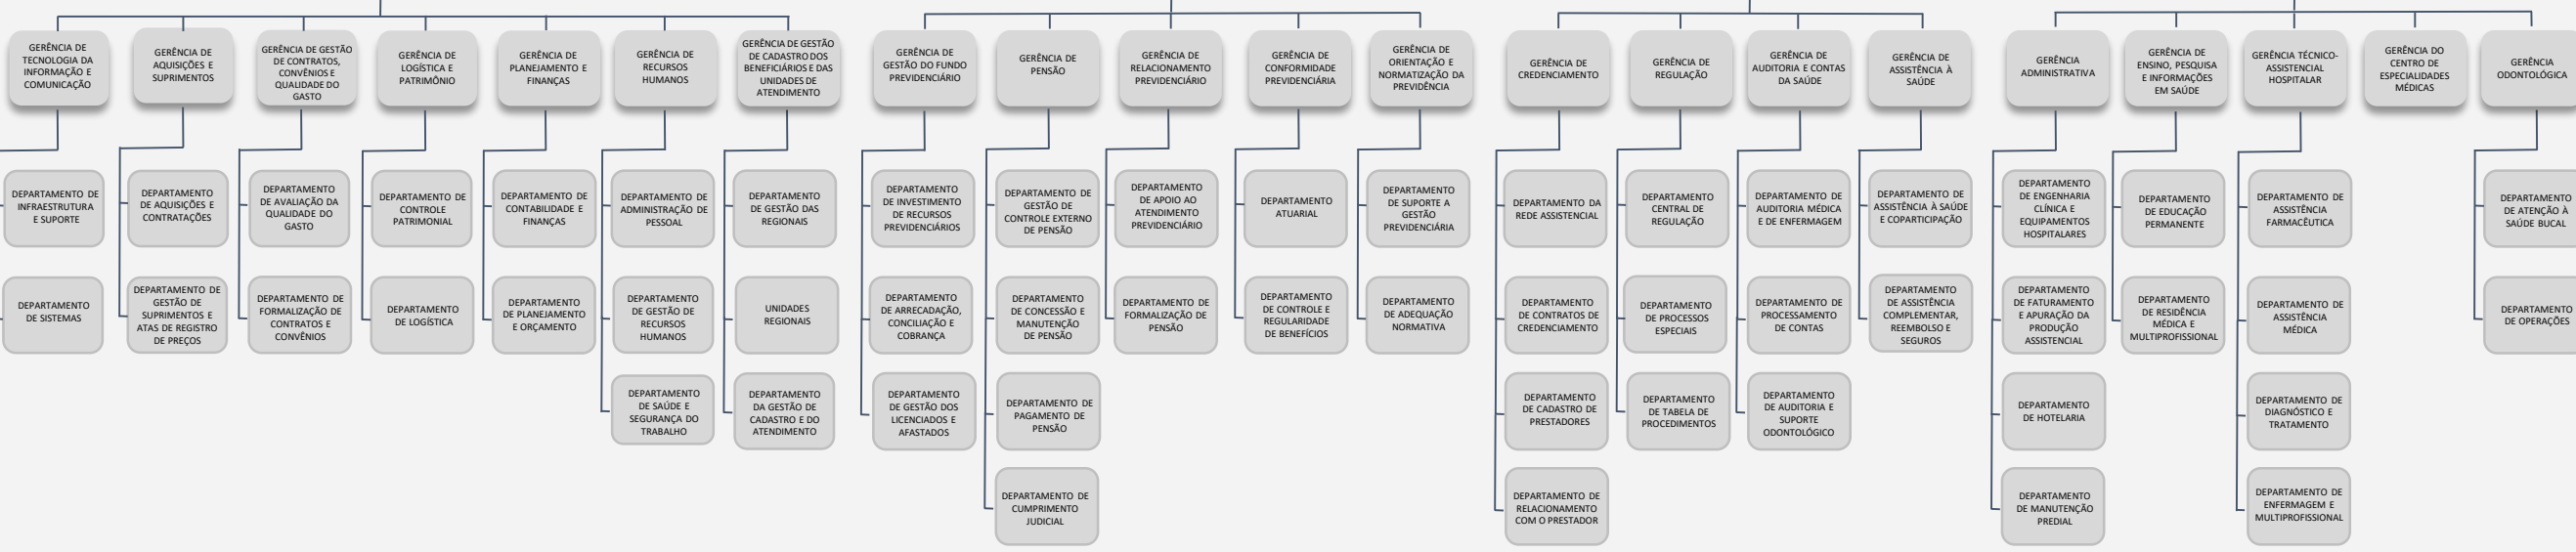 GERÊNCIA DE
TECNOLOGIA DA
INFORMAÇÃO E
COMUNICAÇÃO
GERÊNCIA DE
AQUISIÇÕES E
SUPRIMENTOS
GERÊNCIA DE GESTÃO
DE CONTRATOS,
CONVÊNIOS E
QUALIDADE DO
GASTO
GERÊNCIA DE
LOGÍSTICA E
PATRIMÔNIO
GERÊNCIA DE
PLANEJAMENTO E
FINANÇAS
GERÊNCIA DE
RECURSOS
HUMANOS
GERÊNCIA DE GESTÃO
DE CADASTRO DOS
BENEFICIÁRIOS E DAS
UNIDADES DE
ATENDIMENTO
GERÊNCIA DE
GESTÃO DO FUNDO
PREVIDENCIÁRIO
GERÊNCIA DE
PENSÃO
GERÊNCIA DE
RELACIONAMENTO
PREVIDENCIÁRIO
GERÊNCIA DE
CONFORMIDADE
PREVIDENCIÁRIA
GERÊNCIA DE
ORIENTAÇÃO E
NORMATIZAÇÃO DA
PREVIDÊNCIA
GERÊNCIA DE
CREDENCIAMENTO
GERÊNCIA DE
REGULAÇÃO
GERÊNCIA DE
AUDITORIA E CONTAS
DA SAÚDE
GERÊNCIA DE
ASSISTÊNCIA À
SAÚDE
GERÊNCIA
ADMINISTRATIVA
GERÊNCIA DE
ENSINO, PESQUISA
E INFORMAÇÕES
EM SAÚDE
GERÊNCIA TÉCNICO-
ASSISTENCIAL
HOSPITALAR
GERÊNCIA DO
CENTRO DE
ESPECIALIDADES
MÉDICAS
GERÊNCIA
ODONTOLÓGICA
DEPARTAMENTO DE
INFRAESTRUTURA
E SUPORTE
DEPARTAMENTO
DE AQUISIÇÕES E
CONTRATAÇÕES
DEPARTAMENTO
DE AVALIAÇÃO DA
QUALIDADE DO
GASTO
DEPARTAMENTO DE
CONTROLE
PATRIMONIAL
DEPARTAMENTO DE
CONTABILIDADE E
FINANÇAS
DEPARTAMENTO DE
ADMINISTRAÇÃO DE
PESSOAL
DEPARTAMENTO
DE GESTÃO DAS
REGIONAIS
DEPARTAMENTO
DE INVESTIMENTO
DE RECURSOS
PREVIDENCIÁRIOS
DEPARTAMENTO DE
GESTÃO DE
CONTROLE EXTERNO
DE PENSÃO
DEPARTAMENTO
DE APOIO AO
ATENDIMENTO
PREVIDENCIÁRIO
DEPARTAMENTO
ATUARIAL
DEPARTAMENTO
DE SUPORTE A
GESTÃO
PREVIDENCIÁRIA
DEPARTAMENTO DA
REDE ASSISTENCIAL
DEPARTAMENTO
CENTRAL DE
REGULAÇÃO
DEPARTAMENTO DE
AUDITORIA MÉDICA
E DE ENFERMAGEM
DEPARTAMENTO DE
ASSISTÊNCIA À SAÚDE
E COPARTICIPAÇÃO
DEPARTAMENTO
DE ENGENHARIA
CLÍNICA E
EQUIPAMENTOS
HOSPITALARES
DEPARTAMENTO
DE EDUCAÇÃO
PERMANENTE
DEPARTAMENTO DE
ASSISTÊNCIA
FARMACÊUTICA
DEPARTAMENTO
DE ATENÇÃO À
SAÚDE BUCAL
DEPARTAMENTO
DE SISTEMAS
DEPARTAMENTO DE
GESTÃO DE
SUPRIMENTOS E
ATAS DE REGISTRO
DE PREÇOS
DEPARTAMENTO DE
FORMALIZAÇÃO DE
CONTRATOS E
CONVÊNIOS
DEPARTAMENTO
DE LOGÍSTICA
DEPARTAMENTO
DE PLANEJAMENTO
E ORÇAMENTO
DEPARTAMENTO
DE GESTÃO DE
RECURSOS
HUMANOS
UNIDADES
REGIONAIS
DEPARTAMENTO
DE ARRECADAÇÃO,
CONCILIAÇÃO E
COBRANÇA
DEPARTAMENTO
DE CONCESSÃO E
MANUTENÇÃO
DE PENSÃO
DEPARTAMENTO DE
FORMALIZAÇÃO DE
PENSÃO
DEPARTAMENTO
DE CONTROLE E
REGULARIDADE
DE BENEFÍCIOS
DEPARTAMENTO
DE ADEQUAÇÃO
NORMATIVA
DEPARTAMENTO
DE CONTRATOS DE
CREDENCIAMENTO
DEPARTAMENTO
DE PROCESSOS
ESPECIAIS
DEPARTAMENTO DE
PROCESSAMENTO
DE CONTAS
DEPARTAMENTO
DE ASSISTÊNCIA
COMPLEMENTAR,
REEMBOLSO E
SEGUROS
DEPARTAMENTO
DE FATURAMENTO
E APURAÇÃO DA
PRODUÇÃO
ASSISTENCIAL
DEPARTAMENTO
DE RESIDÊNCIA
MÉDICA E
MULTIPROFISSIONAL
DEPARTAMENTO DE
ASSISTÊNCIA
MÉDICA
DEPARTAMENTO
DE OPERAÇÕES
DEPARTAMENTO
DE SAÚDE E
SEGURANÇA DO
TRABALHO
DEPARTAMENTO
DA GESTÃO DE
CADASTRO E DO
ATENDIMENTO
DEPARTAMENTO
DE GESTÃO DOS
LICENCIADOS E
AFASTADOS
DEPARTAMENTO DE
PAGAMENTO DE
PENSÃO
DEPARTAMENTO
DE CADASTRO DE
PRESTADORES
DEPARTAMENTO
DE TABELA DE
PROCEDIMENTOS
DEPARTAMENTO
DE AUDITORIA E
SUPORTE
ODONTOLÓGICO
DEPARTAMENTO
DE HOTELARIA
DEPARTAMENTO DE
DIAGNÓSTICO E
TRATAMENTO
DEPARTAMENTO DE
CUMPRIMENTO
JUDICIAL
DEPARTAMENTO DE
RELACIONAMENTO
COM O PRESTADOR
DEPARTAMENTO
DE MANUTENÇÃO
PREDIAL
DEPARTAMENTO DE
ENFERMAGEM E
MULTIPROFISSIONAL